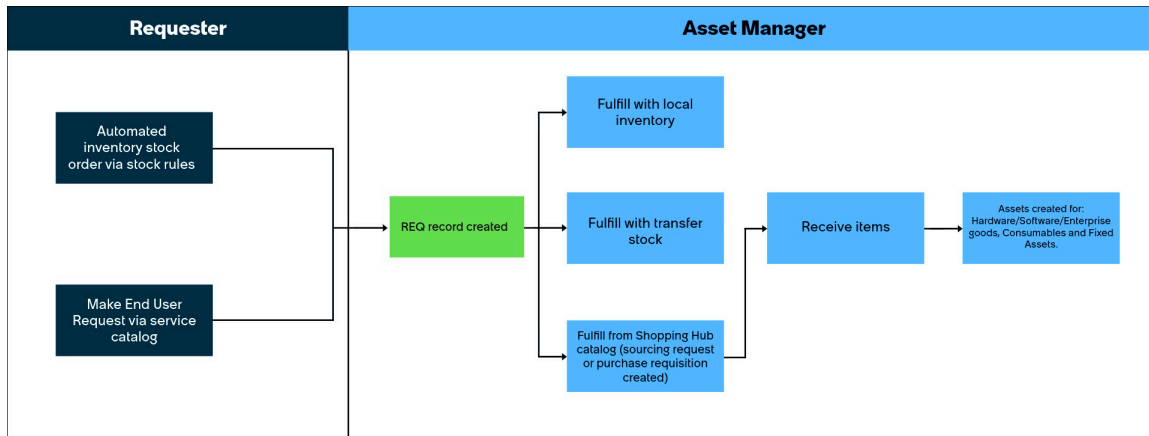 Requester
Asset Manager
Automated
inventory stock
order via stock rules
Make End User
Request via service
catalog
REQ record created
Fulfill with local
inventory
Fulfill with transfer
stock
Fulfill from Shopping Hub
catalog (sourcing request
or purchase requisition
created)
Receive items
Assets created for:
Hardware/Software/Enterprise
goods, Consumables and Fixed
Assets.